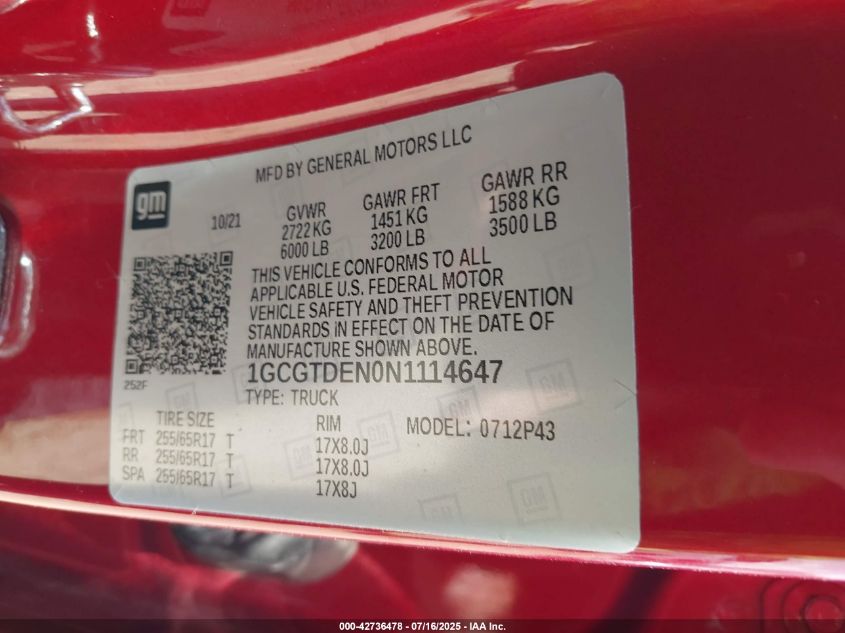 MFD BY GENERAL MOTORS LLC
gm
10/21
GVWR
2722 KG
6000 LB
GAWR FRT
1451 KG
3200 LB
GAWR RR
1588 KG
3500 LB
THIS VEHICLE CONFORMS TO ALL
APPLICABLE U.S. FEDERAL MOTOR
VEHICLE SAFETY AND THEFT PREVENTION
STANDARDS IN EFFECT ON THE DATE OF
MANUFACTURE SHOWN ABOVE.
252F
1GCGTDEN0N1114647
TYPE: TRUCK
TIRE SIZE
RIM
MODEL: 0712P43
FRT 255/65R17 T 17X8.0J
RR 255/65R17 T 17X8.0J
SPA 255/65R17 T 17X8J
000-42736478 - 07/16/2025 - IAA Inc.